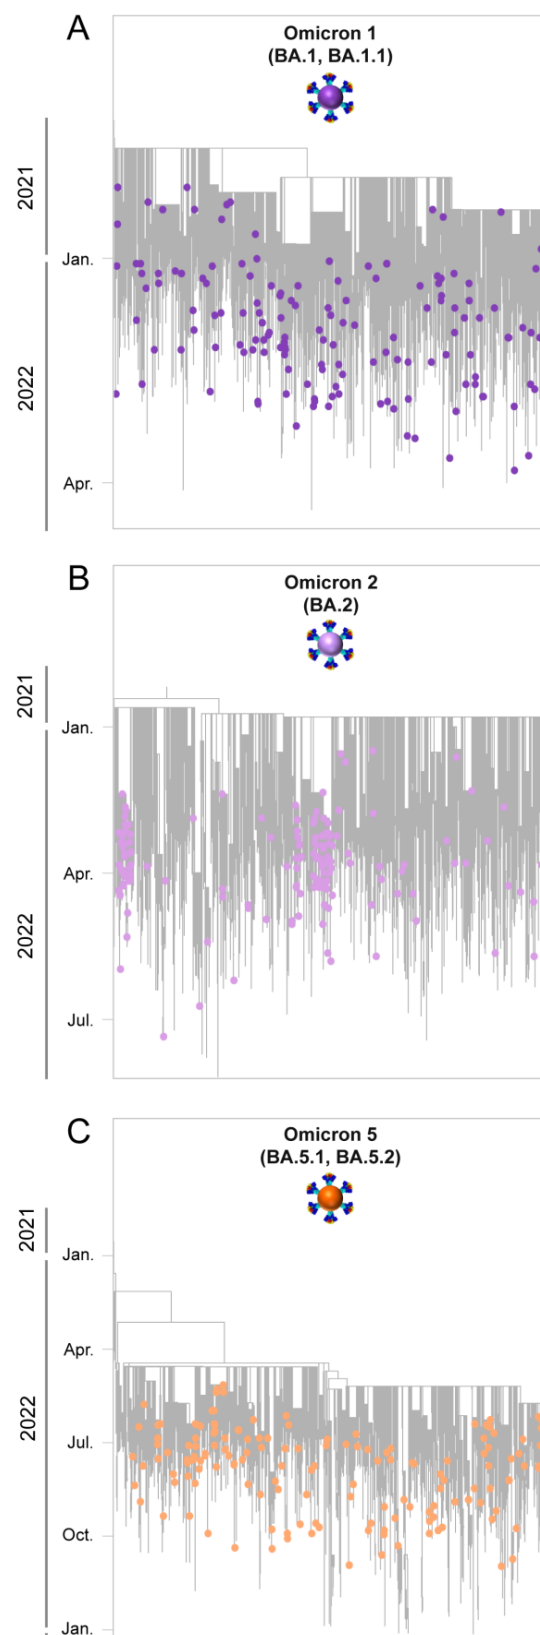 A
Omicron 1
(BA.1, BA.1.1)
2021
Jan.
2022
Apr.
B
Omicron 2
(BA.2)
2021
Jan.
Apr.
2022
Jul.
C
Omicron 5
(BA.5.1, BA.5.2)
2021
Jan.
Apr.
2022
Jul.
Oct.
Jan.